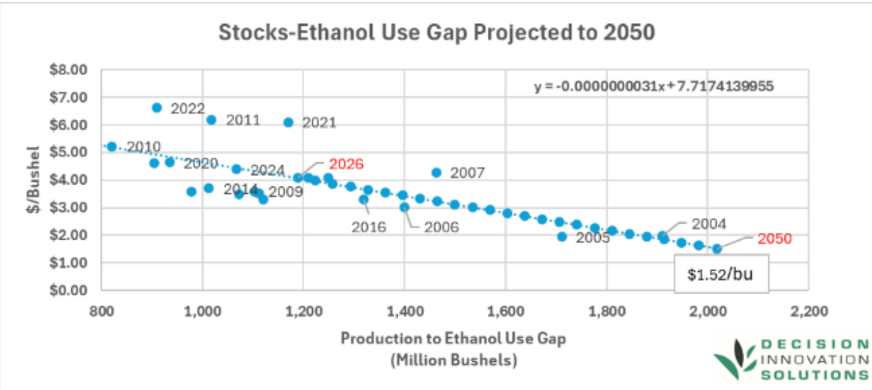 Stocks-Ethanol Use Gap Projected to 2050
$8.00
y = -0.0000000031x + 7.7174139955
$7.00
2022
2011
2021
$6.00
2010
$5.00
2020
2024
2026
2007
$4.00
2014
2009
$3.00
2016
2006
2004
$2.00
2005
2050
$1.00
$1.52/bu
$0.00
$/Bushel
800 1,000 1,200 1,400 1,600 1,800 2,000 2,200
Production to Ethanol Use Gap
(Million Bushels)
DECISION
INNOVATION
SOLUTIONS